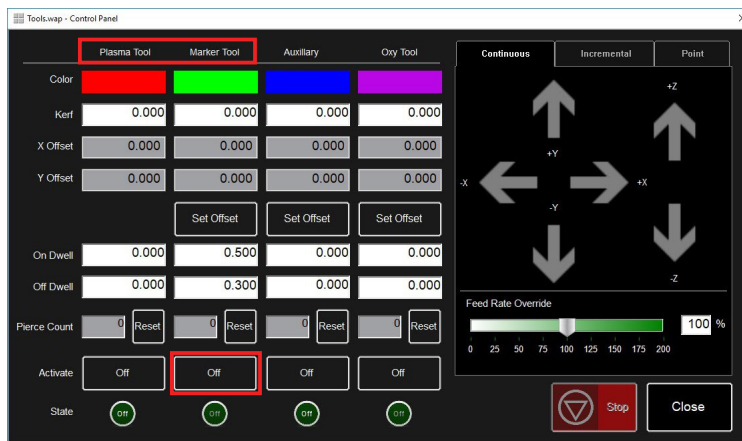 Tools.wap - Control Panel
Plasma Tool Marker Tool Auxillary Oxy Tool
Color
Kerf 0.000 0.000 0.000 0.000
X Offset 0.000 0.000 0.000 0.000
Y Offset 0.000 0.000 0.000 0.000
Set Offset Set Offset Set Offset
On Dwell 0.000 0.500 0.000 0.000
Off Dwell 0.000 0.300 0.000 0.000
Pierce Count 0 Reset 0 Reset 0 Reset 0 Reset
Activate Off Off Off Off
State Off Off Off Off
Continuous Incremental Point
+Z
+Y
-X +X
-Y
-Z
Feed Rate Override
100 %
0 25 50 75 100 125 150 175 200
Stop Close